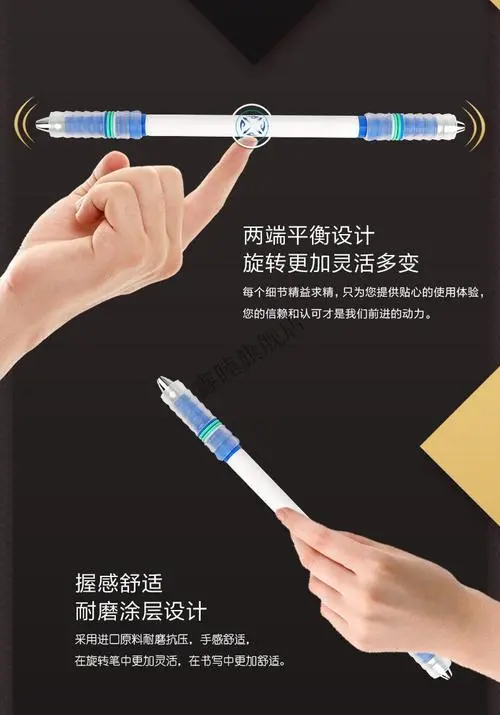 两端平衡设计
旋转更加灵活多变
每个细节精益求精，只为您提供贴心的使用体验，
您的信赖和认可才是我们前进的动力。
握感舒适
耐磨涂层设计
采用进口原料耐磨抗压，手感舒适，
在旋转笔中更加灵活，在书写中更加舒适。